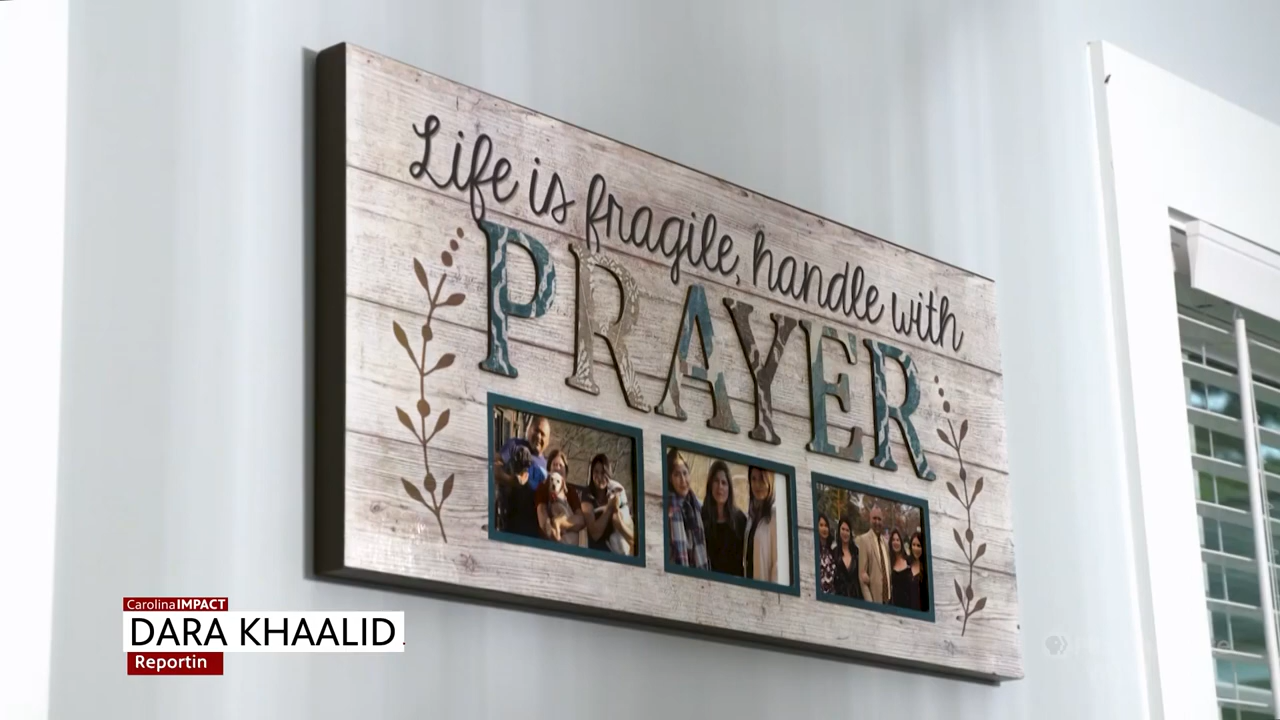 Life is fragile, handle with
PRAYER
Carolina IMPACT
DARA KHAALID
Reportin